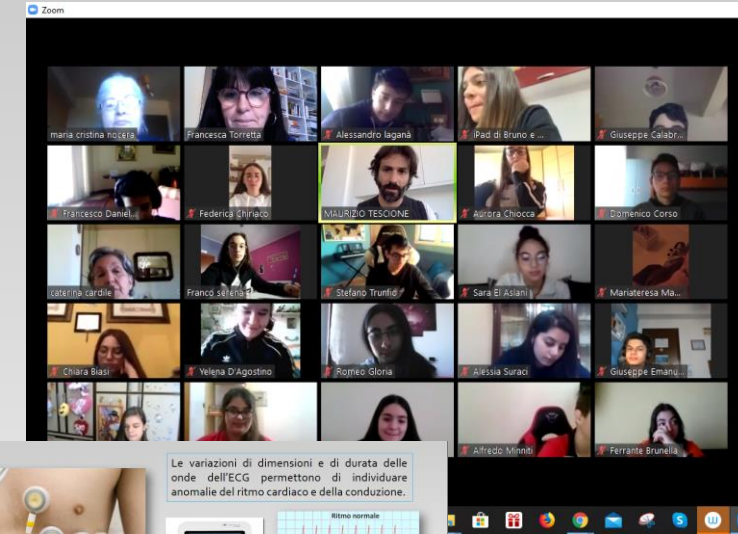 Zoom
maria cristina nocera
Francesca Torretta
Alessandro laganà
iPad di Bruno e ...
Giuseppe Calabr...
Francesco Daniel...
Federica Chiriaco
MAURIZIO TESCIONE
Aurora Chiocca
Domenico Corso
caterina cardile
Franco serena
Stefano Trunfio
Sara El Aslani
Mariateresa Ma...
Chiara Biasi
Yelena D'Agostino
Romeo Gloria
Alessia Suraci
Giuseppe Emanu...
Alfredo Minniti
Ferrante Brunella
Le variazioni di dimensioni e di durata delle
onde dell'ECG permettono di individuare
anomalie del ritmo cardiaco e della conduzione.
Ritmo normale